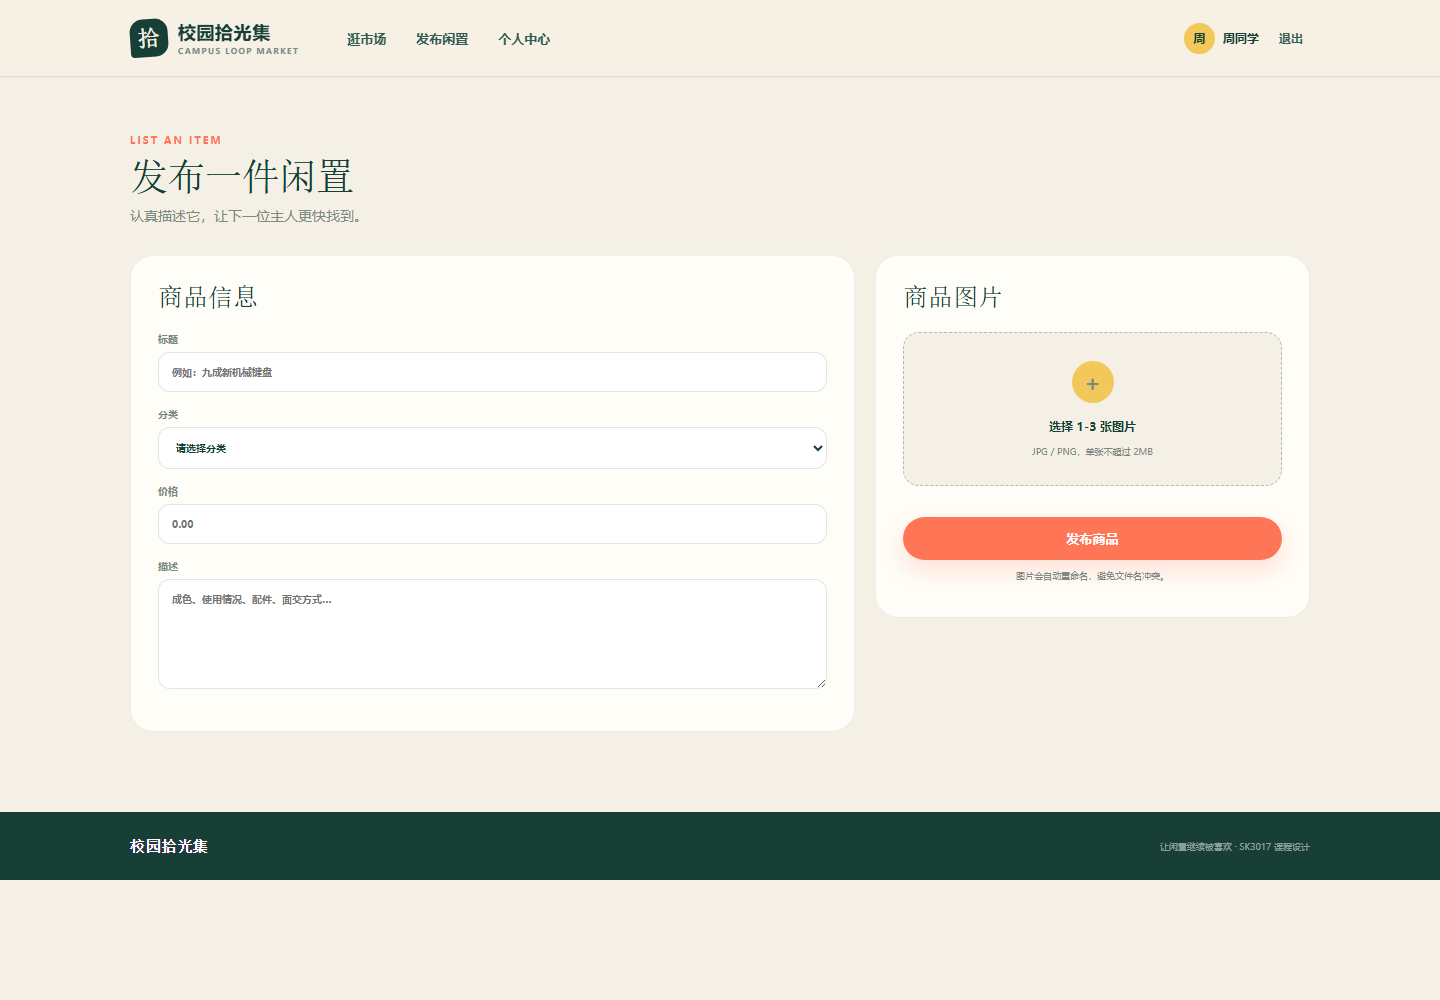 拾
校园拾光集
CAMPUS LOOP MARKET
逛市场
发布闲置
个人中心
周
周同学
退出
LIST AN ITEM
发布一件闲置
认真描述它，让下一位主人更快找到。
商品信息
标题
例如：九成新机械键盘
分类
请选择分类
价格
0.00
描述
成色、使用情况、配件、面交方式...
商品图片
+
选择 1-3 张图片
JPG / PNG，单张不超过 2MB
发布商品
图片会自动重命名，避免文件名冲突。
校园拾光集
让闲置继续被喜欢 · SK3017 课程设计